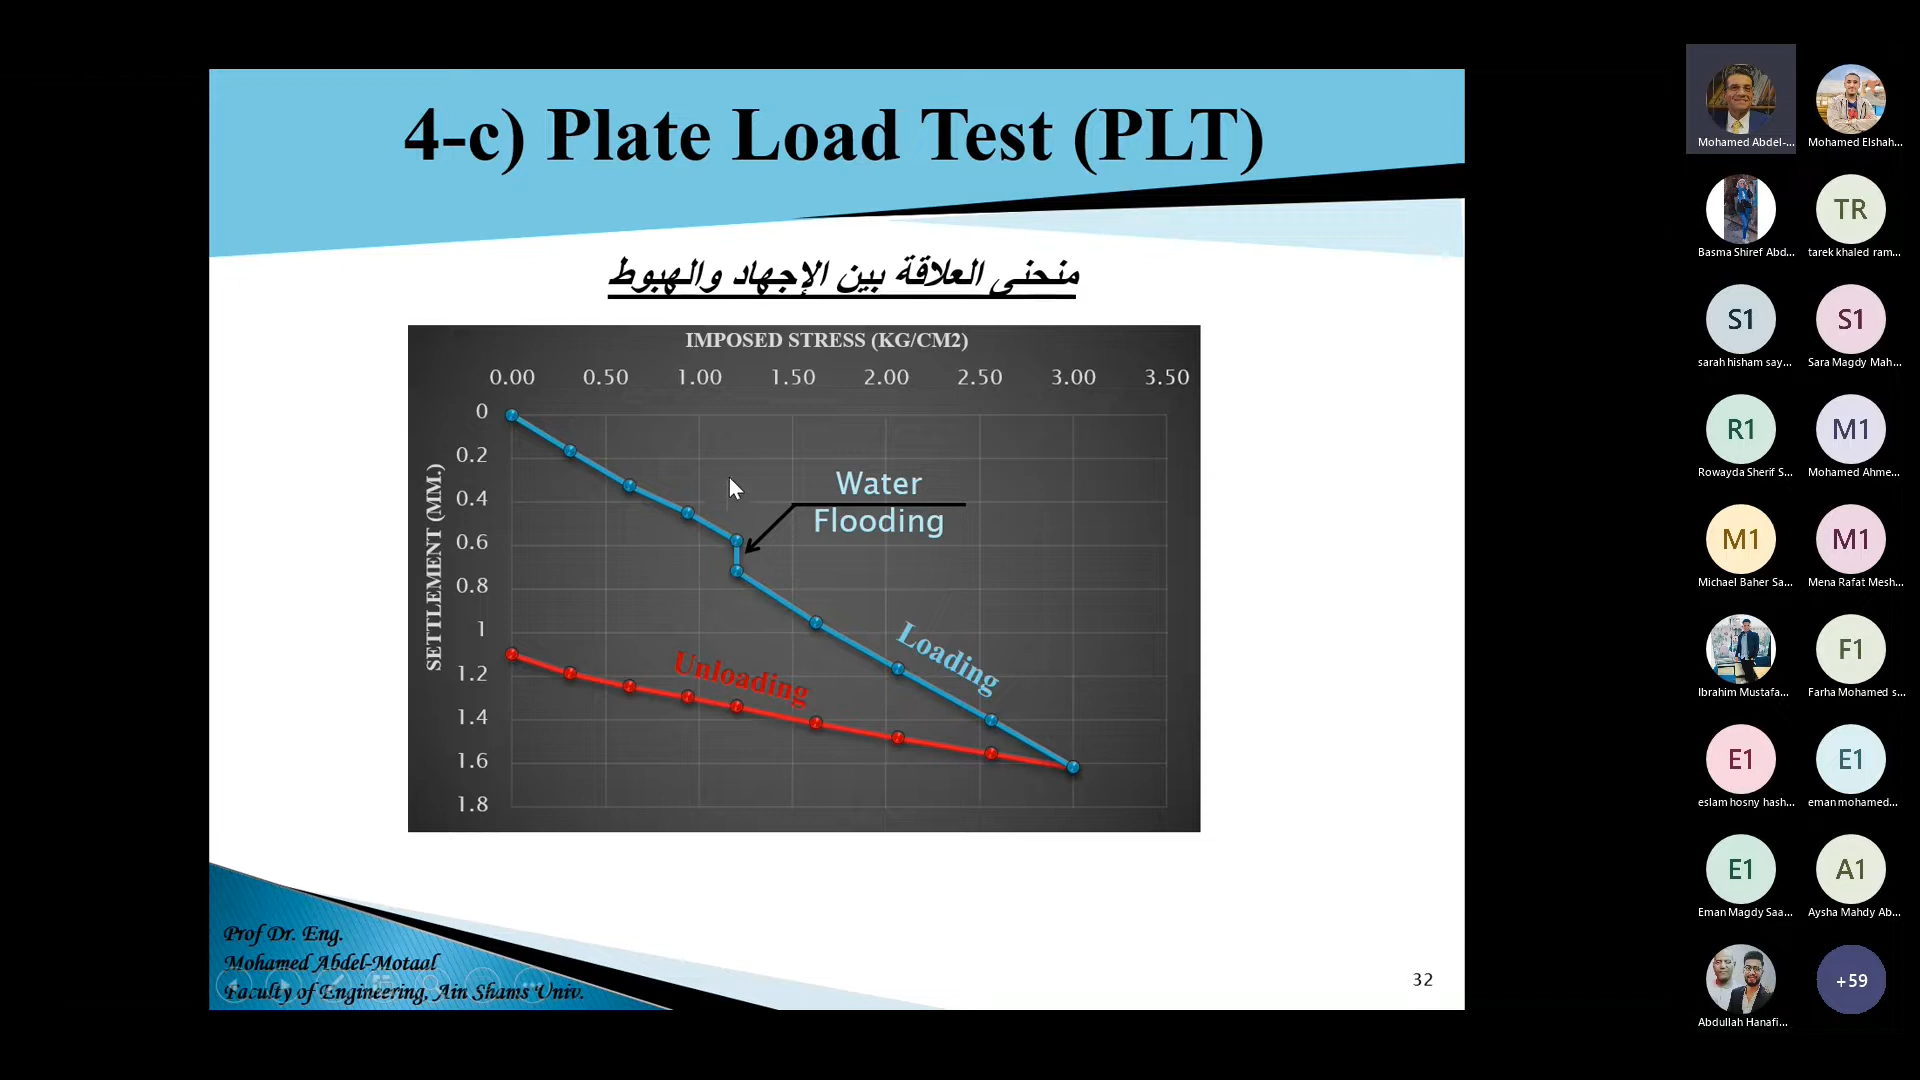 4-c) Plate Load Test (PLT)
منحنى العلاقة بين الإجهاد والهبوط
IMPOSED STRESS (KG/CM2)
0.00 0.50 1.00 1.50 2.00 2.50 3.00 3.50
SETTLEMENT (MM.)
0
0.2
0.4
0.6
0.8
1
1.2
1.4
1.6
1.8
Water
Flooding
Loading
Unloading
Prof Dr. Eng.
Mohamed Abdel-Motaal
Faculty of Engineering, Ain Shams Univ.
32
Mohamed Abdel-...
Mohamed Elshah...
Basma Shiref Abd...
TR
tarek khaled ram...
S1
sarah hisham say...
S1
Sara Magdy Mah...
R1
Rowayda Sherif S...
M1
Mohamed Ahme...
M1
Michael Baher Sa...
M1
Mena Rafat Mesh...
Ibrahim Mustafa...
F1
Farha Mohamed s...
E1
eslam hosny hash...
E1
eman mohamed...
E1
Eman Magdy Saa...
A1
Aysha Mahdy Ab...
Abdullah Hanafi...
+59